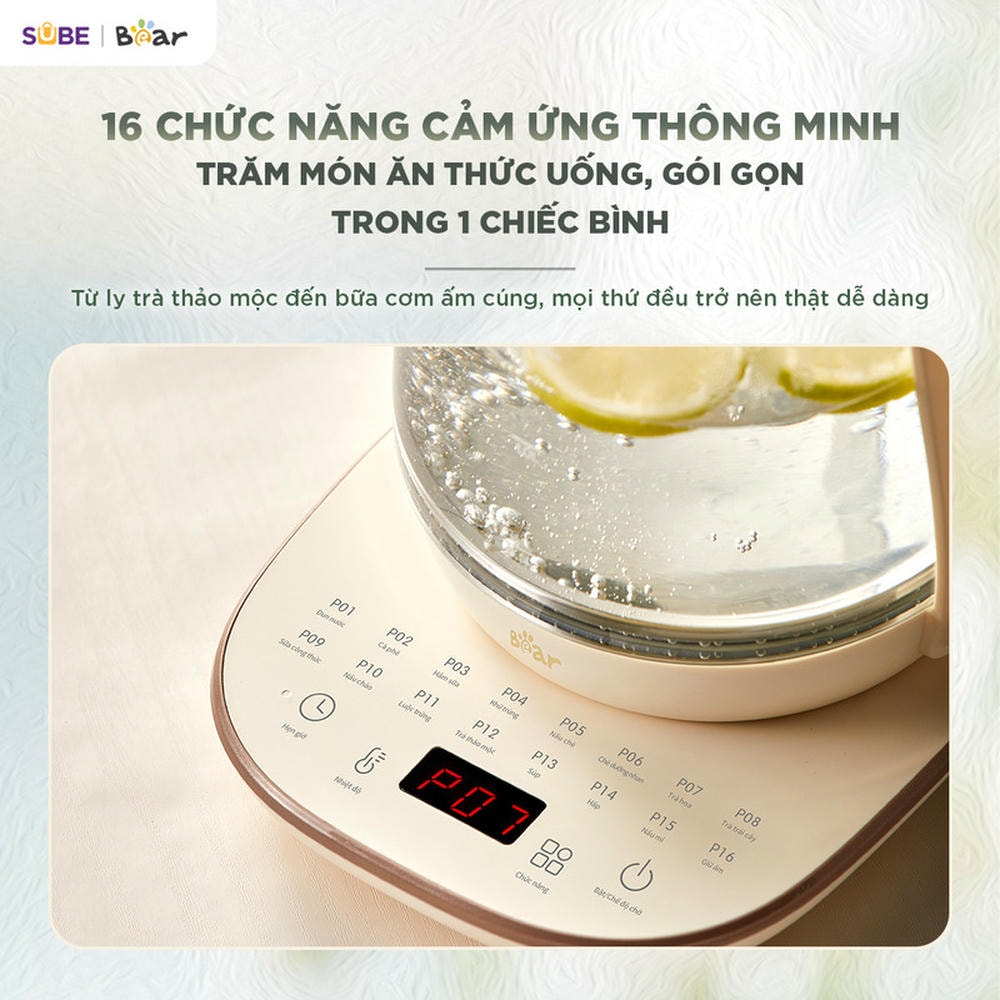 SUBE | Bear
16 CHỨC NĂNG CẢM ỨNG THÔNG MINH
TRĂM MÓN ĂN THỨC UỐNG, GÓI GỌN
TRONG 1 CHIẾC BÌNH
Từ ly trà thảo mộc đến bữa cơm ấm cúng, mọi thứ đều trở nên thật dễ dàng
Bear
P01
Đun nước
P02
Cà phê
P03
Hâm sữa
P04
Khử trùng
P05
Nấu chè
P06
Chè dưỡng nhan
P07
Trà hoa
P08
Trà trái cây
P09
Sữa công thức
P10
Nấu cháo
P11
Luộc trứng
P12
Trà thảo mộc
P13
Súp
P14
Hấp
P15
Nấu mì
P16
Giữ ấm
Hẹn giờ
Nhiệt độ
P07
Chức năng
Bật/Chế độ chờ